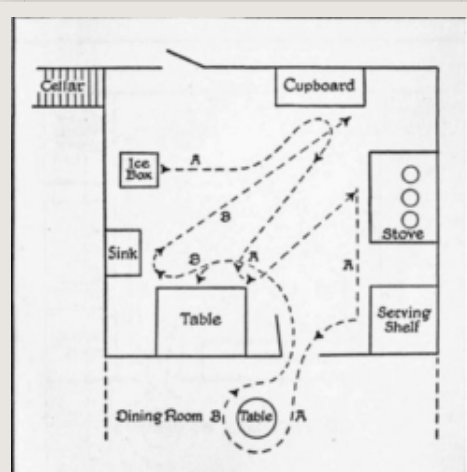 Cellar
Cupboard
Ice
Box
A
B
Stove
Sink
B
A
A
Table
Serving
Shelf
Dining Room
B
Table
A